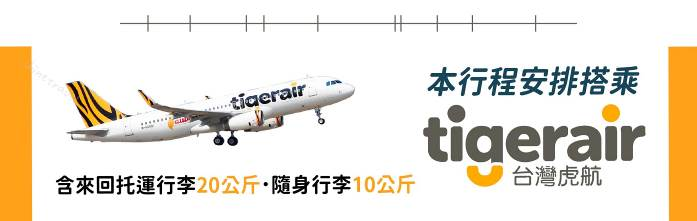 本行程安排搭乘
tigerair
tigerair
台灣虎航
含來回托運行李20公斤·隨身行李10公斤